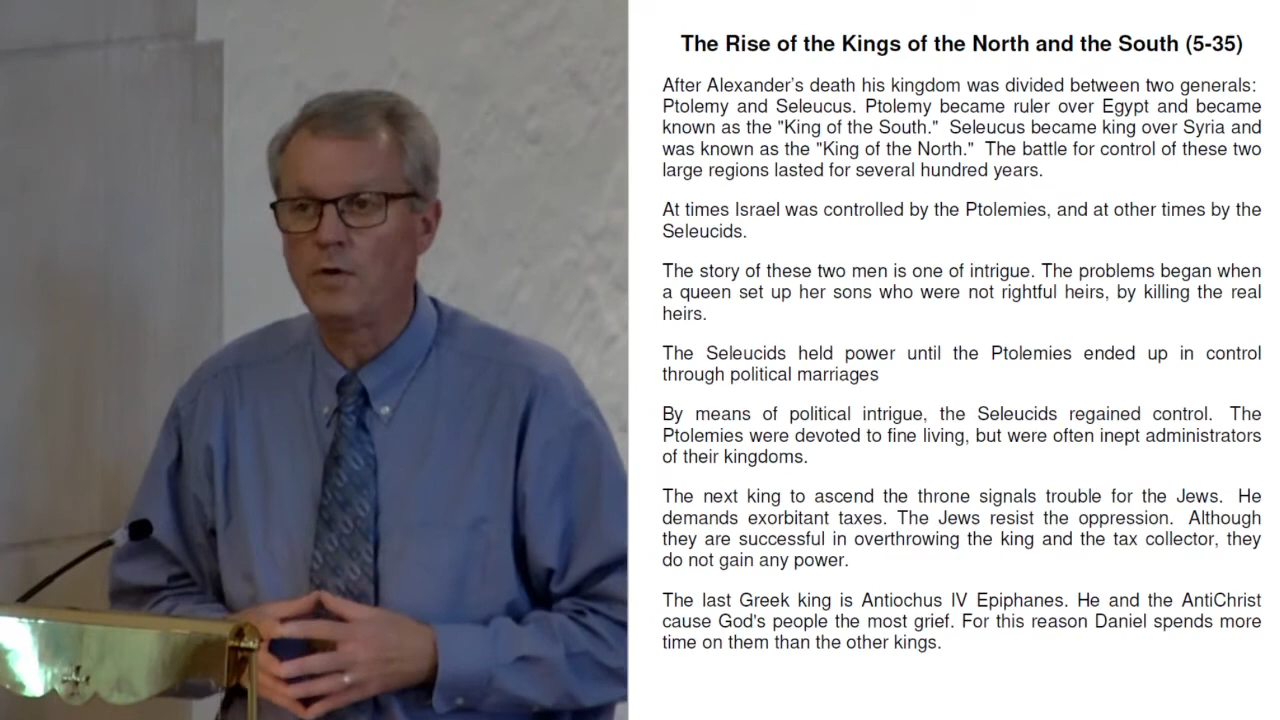 The Rise of the Kings of the North and the South (5-35)
After Alexander's death his kingdom was divided between two generals:
Ptolemy and Seleucus. Ptolemy became ruler over Egypt and became
known as the "King of the South."  Seleucus became king over Syria and
was known as the "King of the North."  The battle for control of these two
large regions lasted for several hundred years.
At times Israel was controlled by the Ptolemies, and at other times by the
Seleucids.
The story of these two men is one of intrigue. The problems began when
a queen set up her sons who were not rightful heirs, by killing the real
heirs.
The Seleucids held power until the Ptolemies ended up in control
through political marriages
By means of political intrigue, the Seleucids regained control.  The
Ptolemies were devoted to fine living, but were often inept administrators
of their kingdoms.
The next king to ascend the throne signals trouble for the Jews.  He
demands exorbitant taxes. The Jews resist the oppression.  Although
they are successful in overthrowing the king and the tax collector, they
do not gain any power.
The last Greek king is Antiochus IV Epiphanes. He and the AntiChrist
cause God's people the most grief. For this reason Daniel spends more
time on them than the other kings.